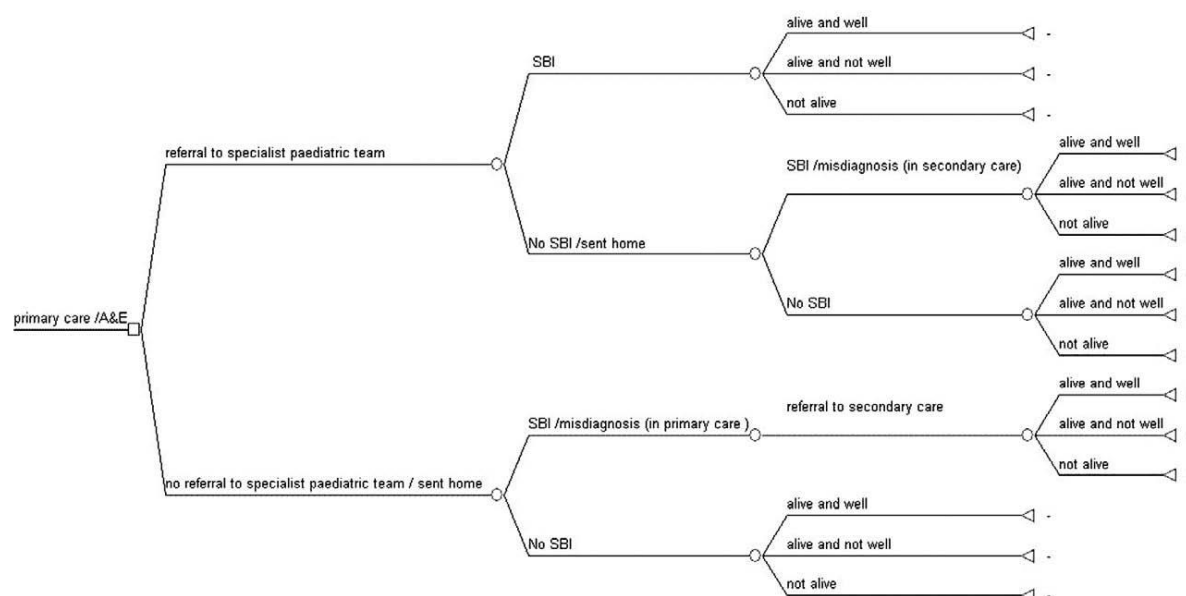 alive and well
-
SBI
alive and not well
-
not alive
-
referral to specialist paediatric team
alive and well
SBI /misdiagnosis (in secondary care)
alive and not well
not alive
No SBI /sent home
alive and well
No SBI
alive and not well
not alive
primary care /A&E
alive and well
referral to secondary care
SBI /misdiagnosis (in primary care )
alive and not well
not alive
no referral to specialist paediatric team / sent home
alive and well
-
No SBI
alive and not well
-
not alive
-